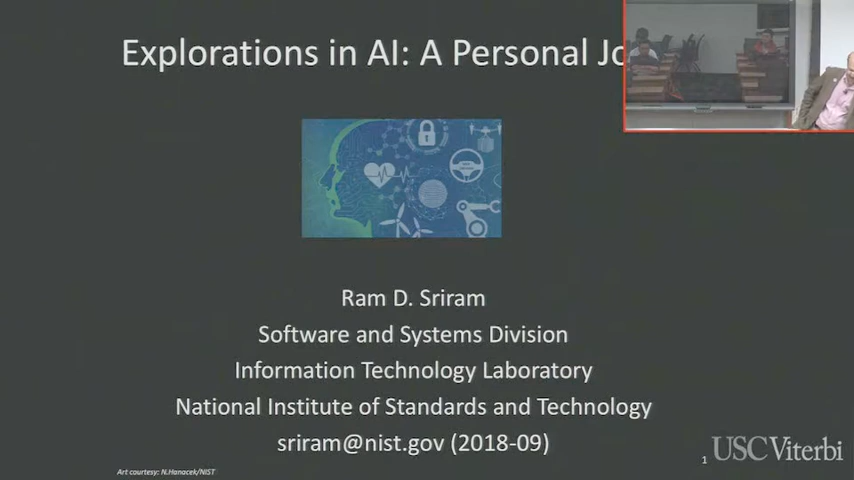 Explorations in AI: A Personal Jo
Ram D. Sriram
Software and Systems Division
Information Technology Laboratory
National Institute of Standards and Technology
sriram@nist.gov (2018-09)
Art courtesy: N.Hanacek/NIST
1
USC Viterbi